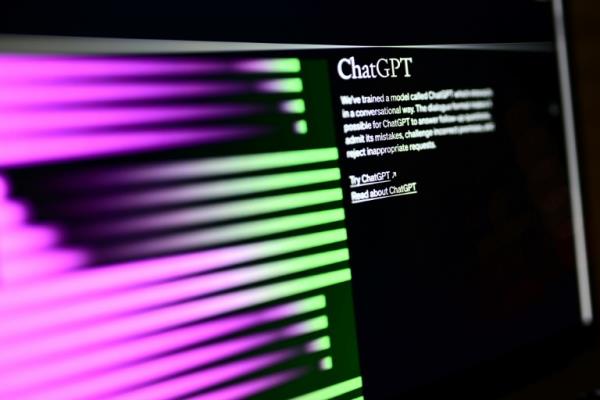 ChatGPT
We've trained a model called ChatGPT which interacts
in a conversational way. The dialogue format makes it
possible for ChatGPT to answer follow-up questions,
admit its mistakes, challenge incorrect premises, and
reject inappropriate requests.
Try ChatGPT ↗
Read about ChatGPT